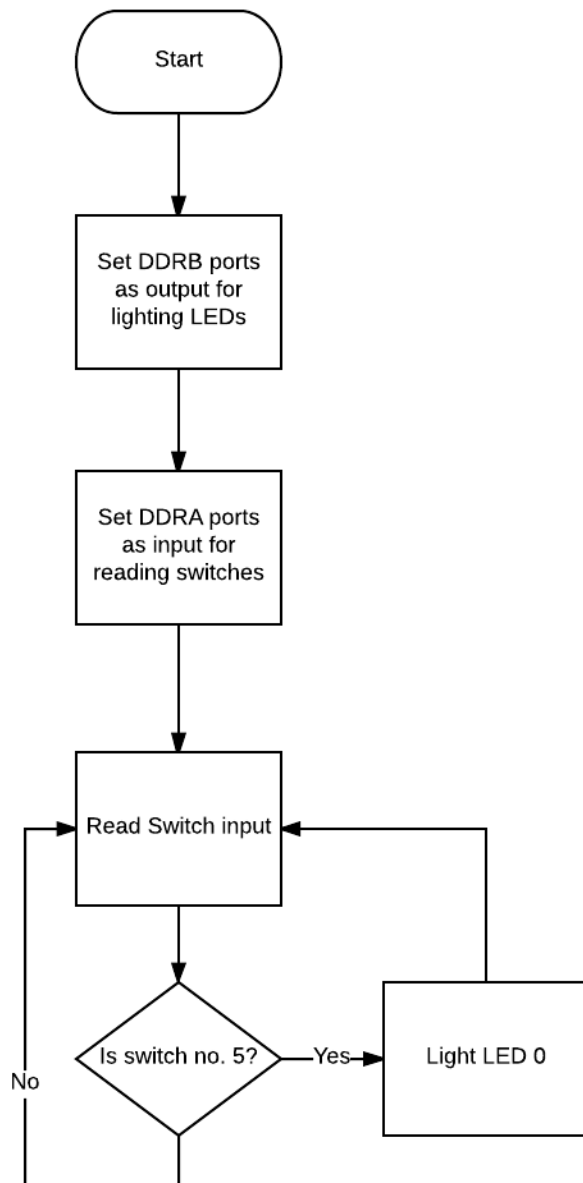 Start
Set DDRB ports
as output for
lighting LEDs
Set DDRA ports
as input for
reading switches
Read Switch input
Is switch no. 5?
Yes
Light LED 0
No